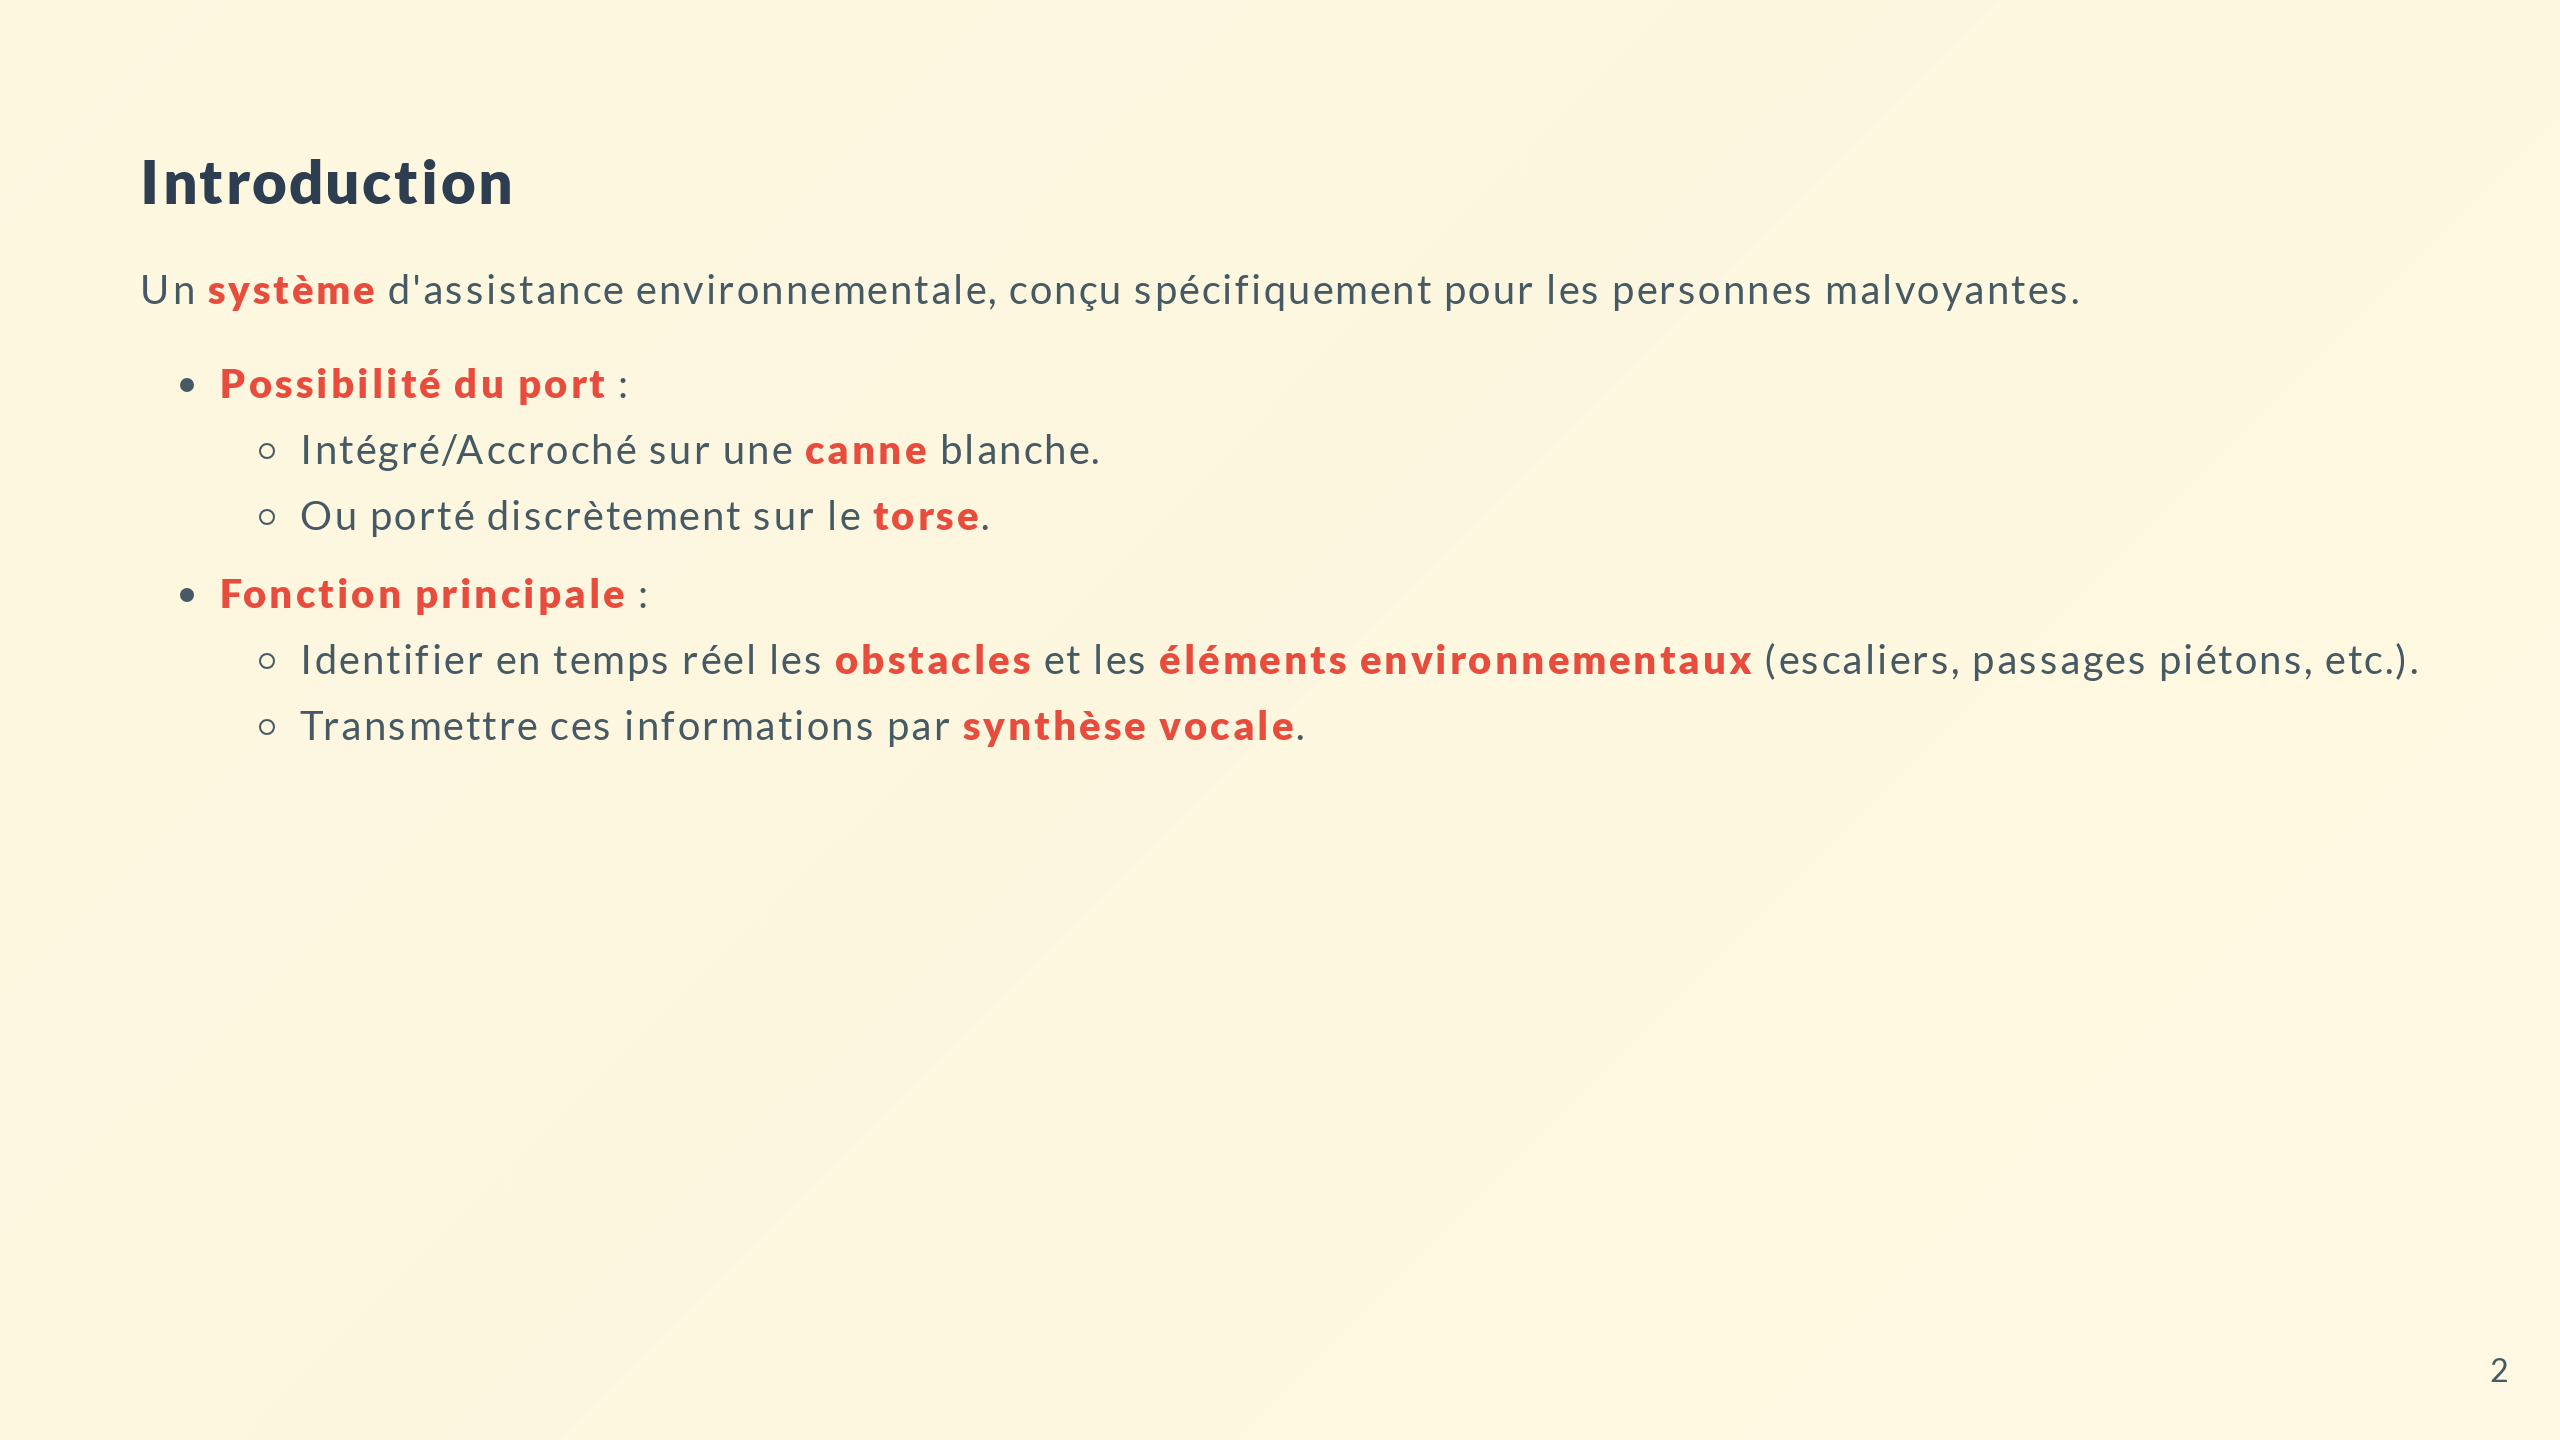 Introduction
Un système d'assistance environnementale, conçu spécifiquement pour les personnes malvoyantes.
Possibilité du port :
Intégré/Accroché sur une canne blanche.
Ou porté discrètement sur le torse.
Fonction principale :
Identifier en temps réel les obstacles et les éléments environnementaux (escaliers, passages piétons, etc.).
Transmettre ces informations par synthèse vocale.
2